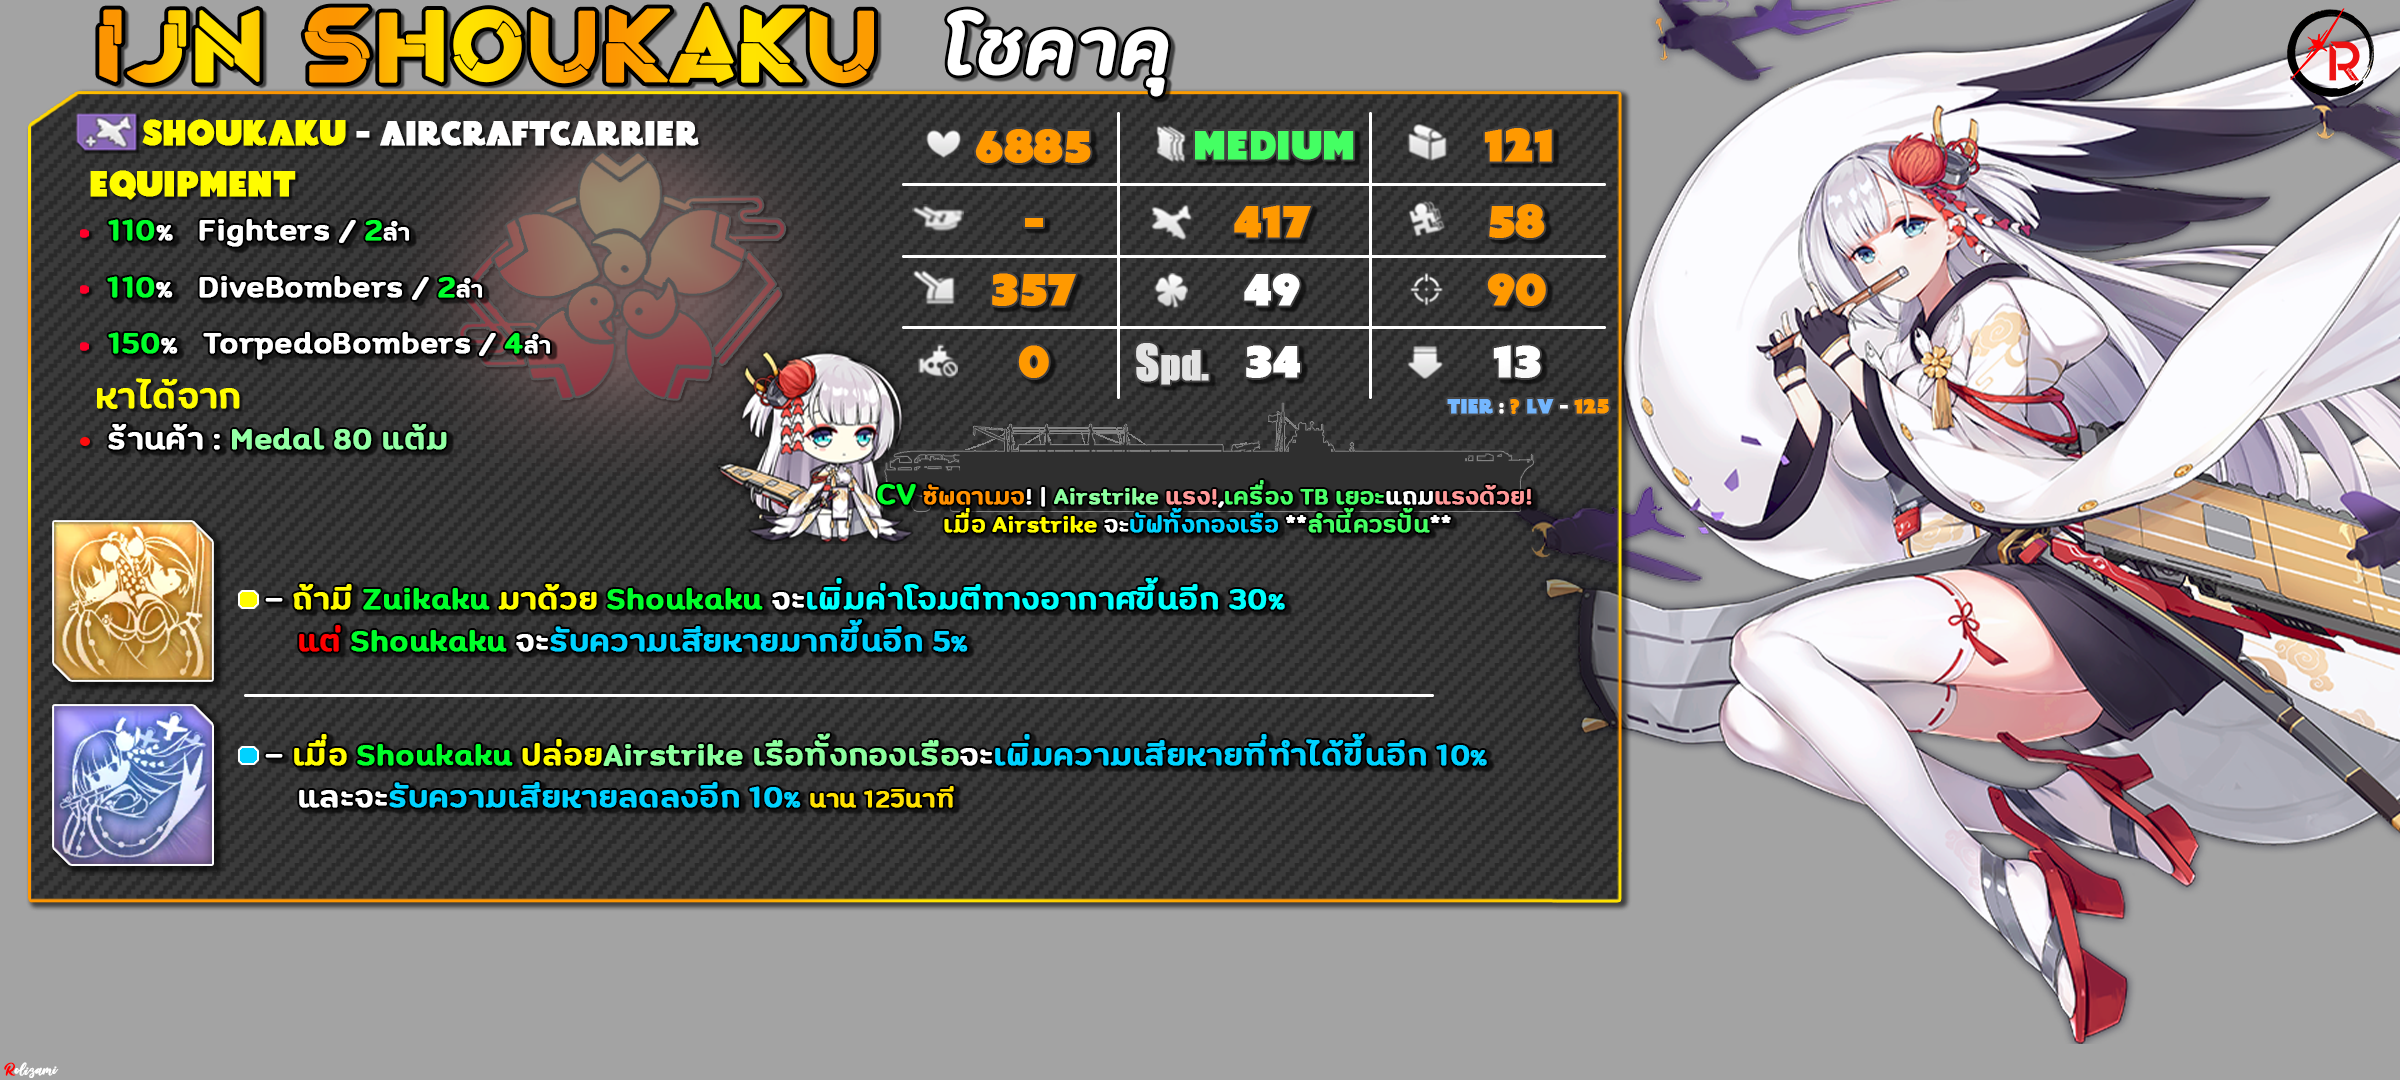 IJN SHOUKAKU โชคาคุ
R
SHOUKAKU - AIRCRAFTCARRIER
EQUIPMENT
110% Fighters / 2ลำ
110% DiveBombers / 2ลำ
150% TorpedoBombers / 4ลำ
หาได้จาก
ร้านค้า : Medal 80 แต้ม
6885 MEDIUM 121
- 417 58
357 49 90
0 Spd. 34 13
TIER : ? LV - 125
CV ซัพดาเมจ! | Airstrike แรง!,เครื่อง TB เยอะแถมแรงด้วย!
เมื่อ Airstrike จะบัฟทั้งกองเรือ **ลำนี้ควรปั้น**
- ถ้ามี Zuikaku มาด้วย Shoukaku จะเพิ่มค่าโจมตีทางอากาศขึ้นอีก 30%
แต่ Shoukaku จะรับความเสียหายมากขึ้นอีก 5%
- เมื่อ Shoukaku ปล่อยAirstrike เรือทั้งกองเรือจะเพิ่มความเสียหายที่ทำได้ขึ้นอีก 10%
และจะรับความเสียหายลดลงอีก 10% นาน 12วินาที
Rolizami